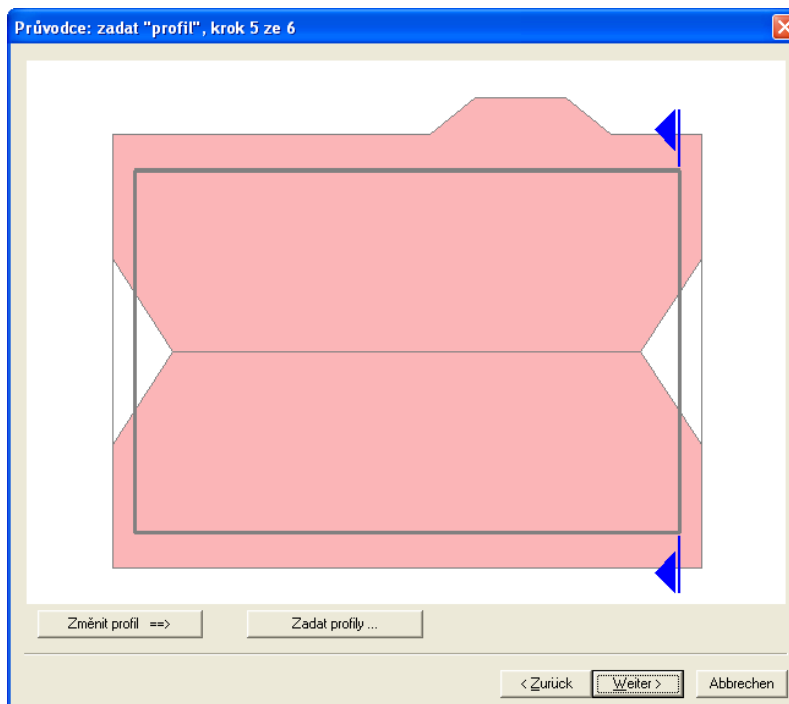 Průvodce: zadat "profil", krok 5 ze 6
Změnit profil ==>
Zadat profily ...
< Zurück
Weiter >
Abbrechen